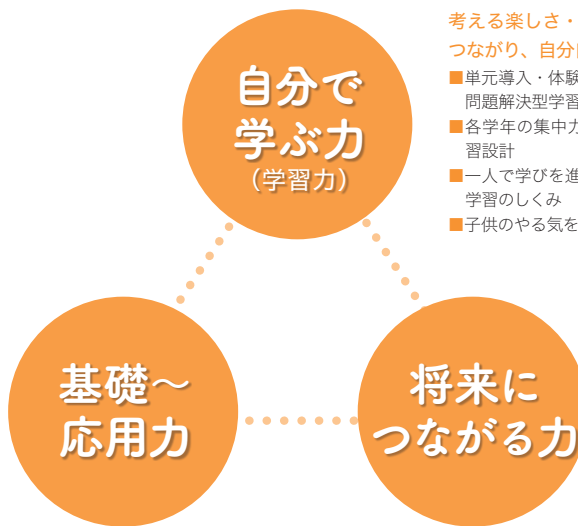 自分で
学ぶ力
(学習力)
考える楽しさ・
つながり、自分
■単元導入・体験
問題解決型学習
■各学年の集中力
習設計
■一人で学びを進
学習のしくみ
■子供のやる気を
基礎〜
応用力
将来に
つながる力